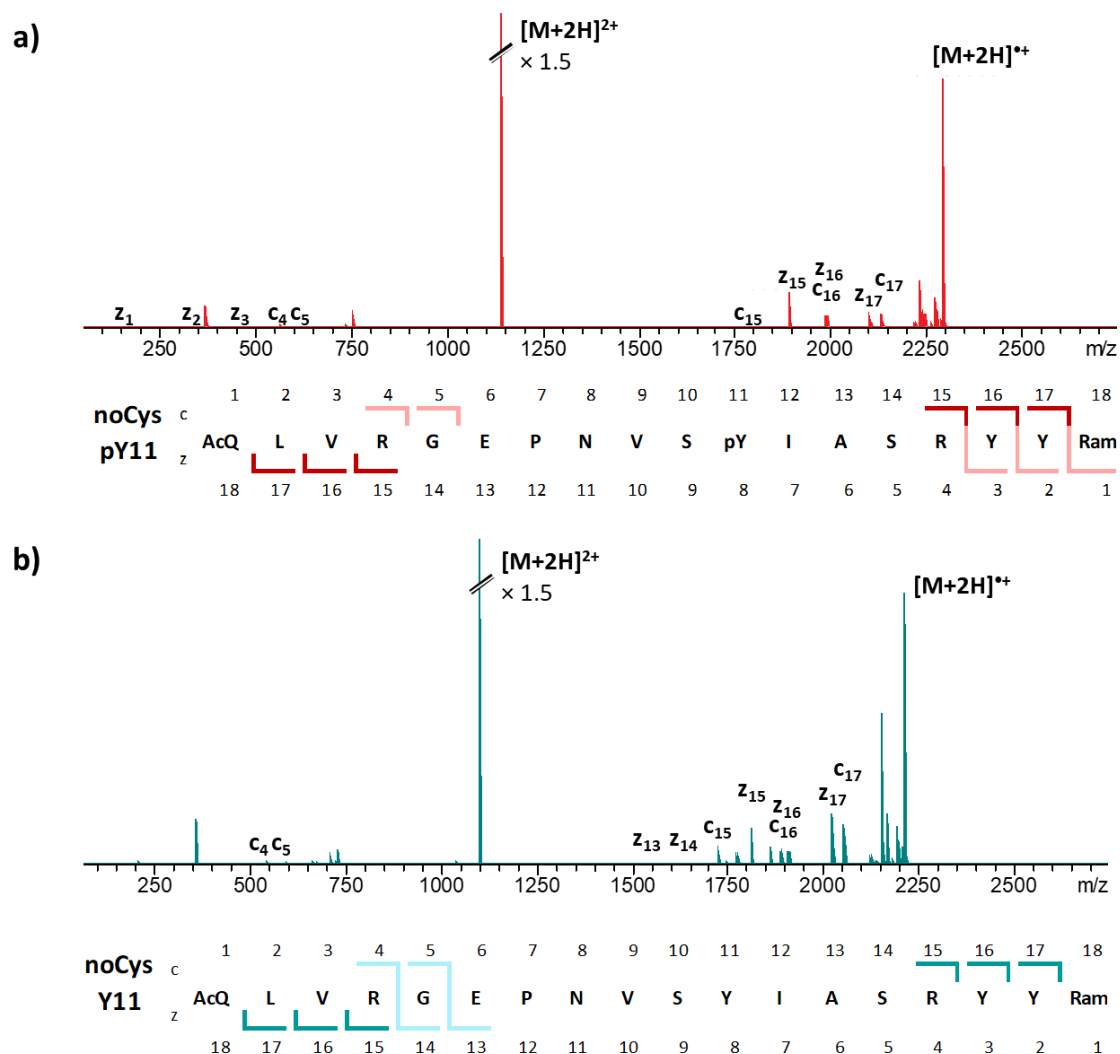 a)
[M+2H]²⁺
× 1.5
[M+2H]•⁺
z₁ z₂ z₃ c₄ c₅ c₁₅ z₁₅ z₁₆ c₁₆ z₁₇ c₁₇
250 500 750 1000 1250 1500 1750 2000 2250 2500 m/z
1 2 3 4 5 6 7 8 9 10 11 12 13 14 15 16 17 18
noCys c
pY11 z
AcQ L V R G E P N V S pY I A S R Y Y Ram
18 17 16 15 14 13 12 11 10 9 8 7 6 5 4 3 2 1
b)
[M+2H]²⁺
× 1.5
[M+2H]•⁺
c₄ c₅ z₁₃ z₁₄ c₁₅ z₁₅ z₁₆ c₁₆ z₁₇ c₁₇
250 500 750 1000 1250 1500 1750 2000 2250 2500 m/z
1 2 3 4 5 6 7 8 9 10 11 12 13 14 15 16 17 18
noCys c
Y11 z
AcQ L V R G E P N V S Y I A S R Y Y Ram
18 17 16 15 14 13 12 11 10 9 8 7 6 5 4 3 2 1